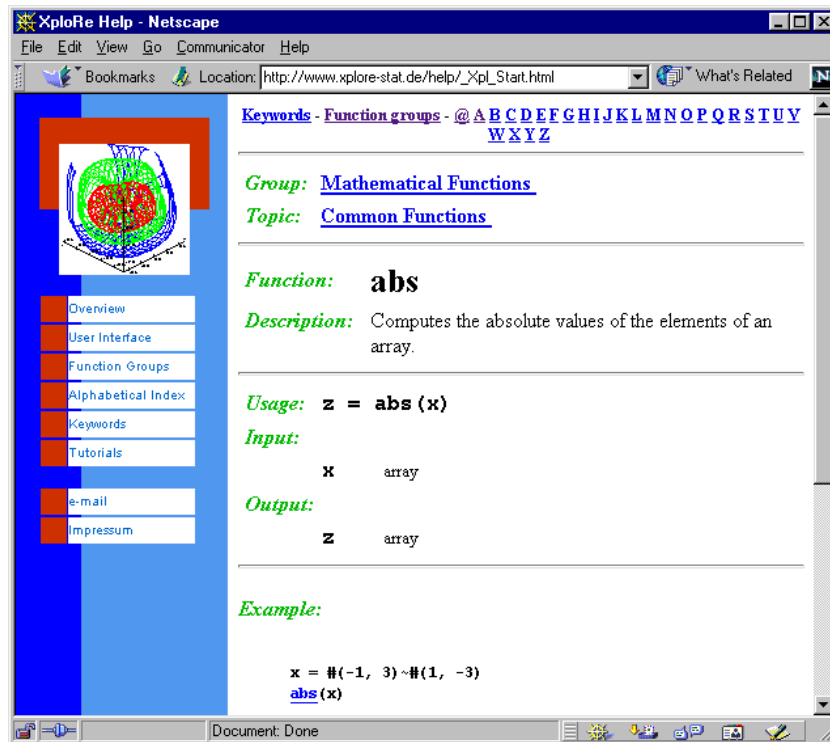 XploRe Help - Netscape
File Edit View Go Communicator Help
Bookmarks Location: http://www.xplore-stat.de/help/_Xpl_Start.html What's Related N
Keywords - Function groups - @ A B C D E F G H I J K L M N O P Q R S T U V
W X Y Z
Group: Mathematical Functions
Topic: Common Functions
Function: abs
Description: Computes the absolute values of the elements of an
array.
Overview
User Interface
Function Groups
Alphabetical Index
Keywords
Tutorials
e-mail
Impressum
Usage: z = abs(x)
Input:
x array
Output:
z array
Example:
x = #(-1, 3)~#(1, -3)
abs(x)
Document: Done